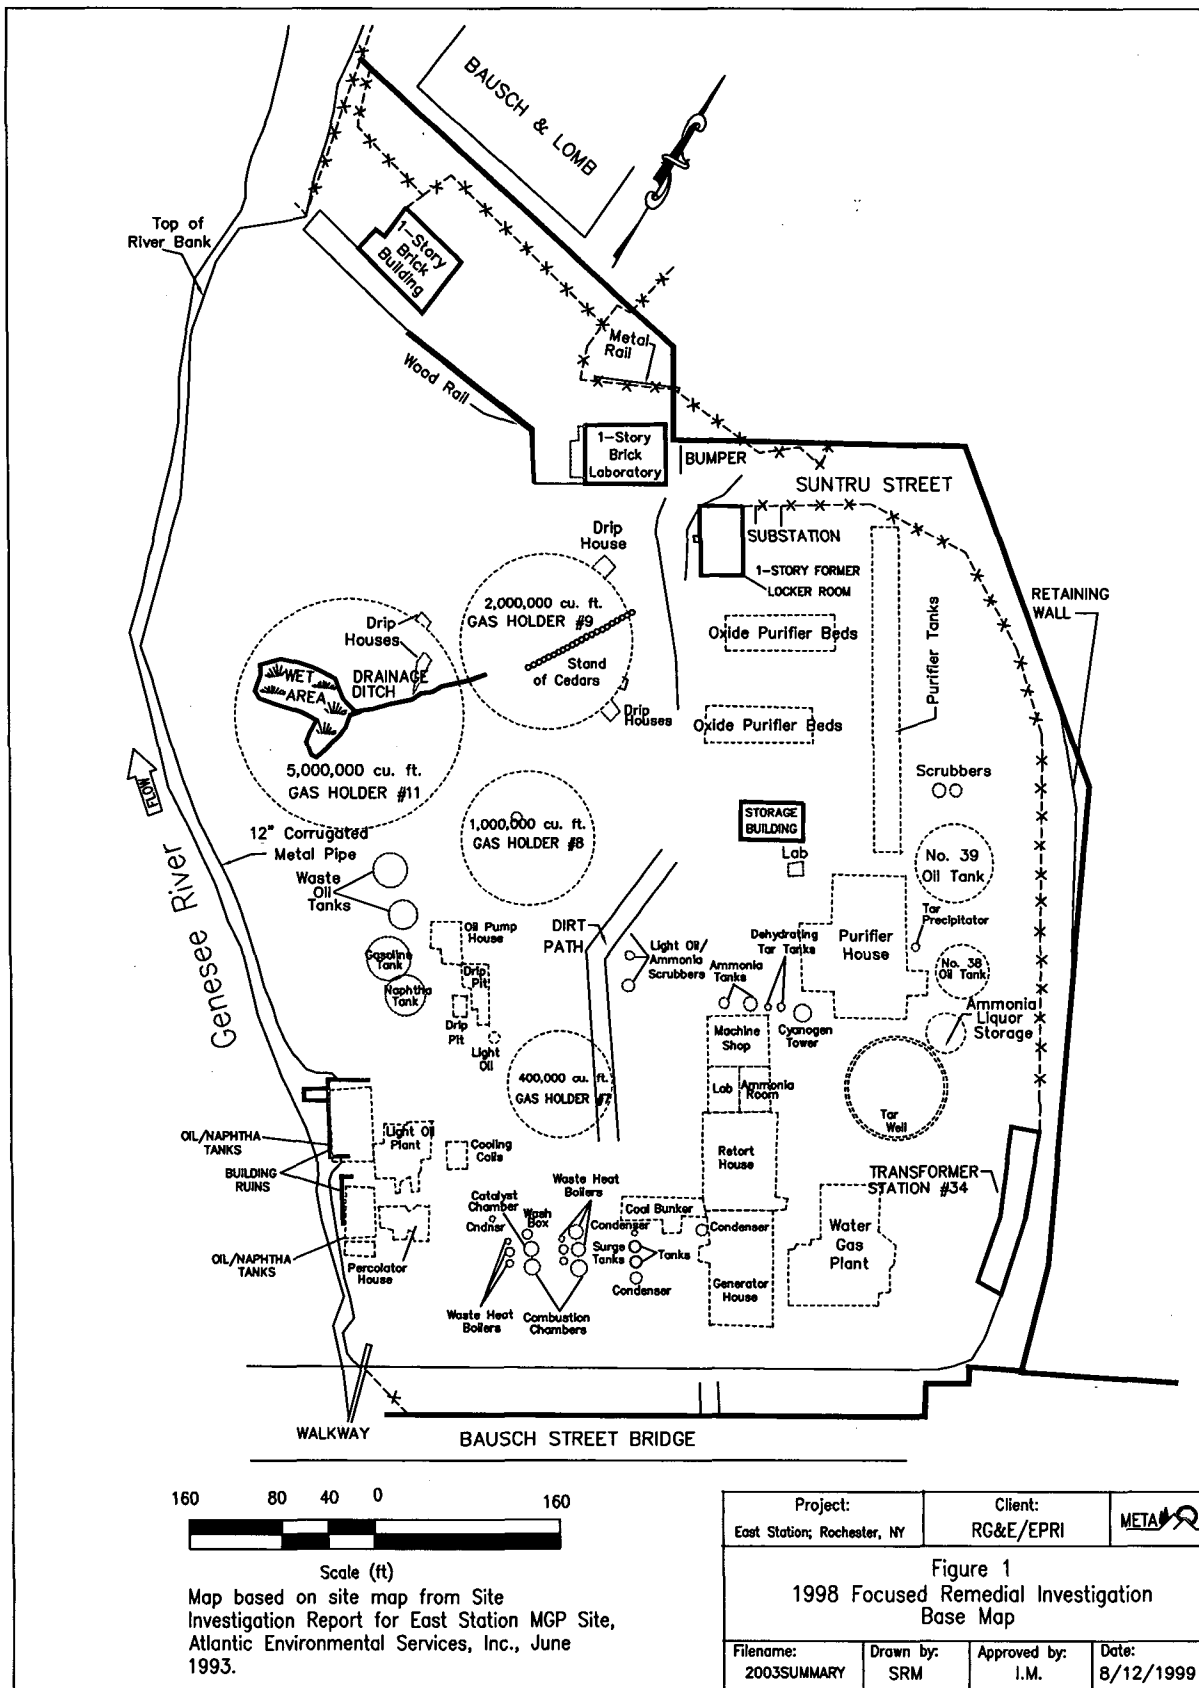 BAUSCH & LOMB
Top of
River Bank
1-Story
Brick
Building
Metal
Rail
Wood Rail
1-Story
Brick
Laboratory
BUMPER
SUNTRU STREET
SUBSTATION
1-STORY FORMER
LOCKER ROOM
RETAINING
WALL
Drip
House
2,000,000 cu. ft.
GAS HOLDER #9
Stand
of Cedars
Drip
Houses
Drip
Houses
DRAINAGE
DITCH
WET
AREA
5,000,000 cu. ft.
GAS HOLDER #11
Oxide Purifier Beds
Oxide Purifier Beds
Purifier Tanks
Scrubbers
FLOW
Genesee River
12" Corrugated
Metal Pipe
1,000,000 cu. ft.
GAS HOLDER #8
STORAGE
BUILDING
Lab
No. 39
Oil Tank
Waste
Oil
Tanks
Oil Pump
House
Gasoline
Tank
Naphtha
Tank
Drip
Pit
Drip
Pit
Light
Oil
DIRT
PATH
Light Oil/
Ammonia
Scrubbers
Dehydrating
Tar Tanks
Ammonia
Tanks
Purifier
House
Tar
Precipitator
No. 38
Oil Tank
Ammonia
Liquor
Storage
Machine
Shop
Cyanogen
Tower
400,000 cu. ft.
GAS HOLDER #7
Lab
Ammonia
Room
Tar
Well
OIL/NAPHTHA
TANKS
Light Oil
Plant
Cooling
Coils
BUILDING
RUINS
Retort
House
TRANSFORMER
STATION #34
Catalyst
Chamber
Cndnsr
Wash
Box
Waste Heat
Boilers
Coal Bunker
Condenser
Condenser
Surge
Tanks
Tanks
Condenser
Generator
House
Water
Gas
Plant
OIL/NAPHTHA
TANKS
Percolator
House
Waste Heat
Boilers
Combustion
Chambers
WALKWAY
BAUSCH STREET BRIDGE
160 80 40 0 160
Scale (ft)
Map based on site map from Site
Investigation Report for East Station MGP Site,
Atlantic Environmental Services, Inc., June
1993.
Project:
East Station; Rochester, NY
Client:
RG&E/EPRI
META
Figure 1
1998 Focused Remedial Investigation
Base Map
Filename:
2003SUMMARY
Drawn by:
SRM
Approved by:
I.M.
Date:
8/12/1999